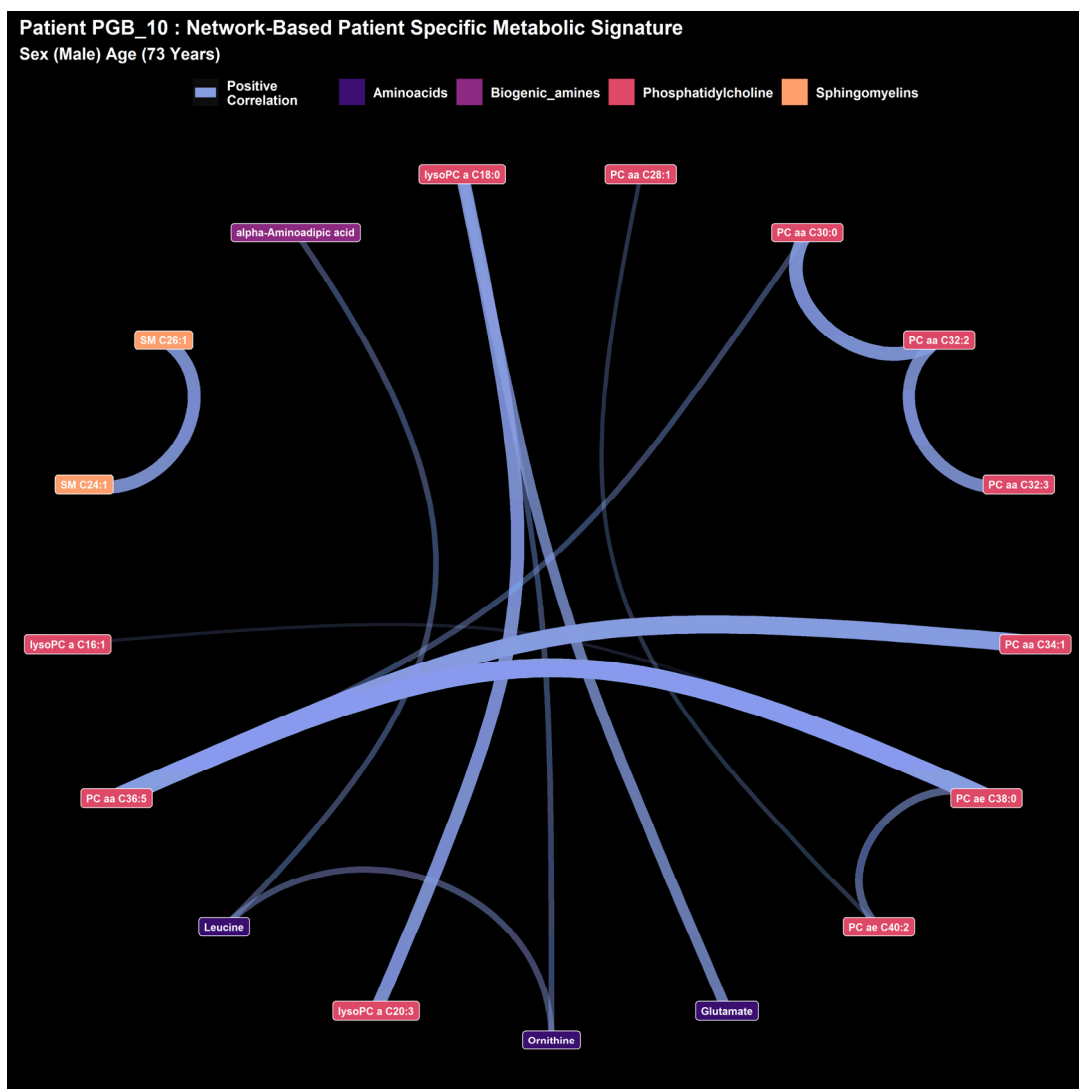 Patient PGB_10 : Network-Based Patient Specific Metabolic Signature
Sex (Male) Age (73 Years)
Positive
Correlation
Aminoacids
Biogenic_amines
Phosphatidylcholine
Sphingomyelins
lysoPC a C18:0
PC aa C28:1
alpha-Aminoadipic acid
PC aa C30:0
SM C26:1
PC aa C32:2
SM C24:1
PC aa C32:3
lysoPC a C16:1
PC aa C34:1
PC aa C36:5
PC ae C38:0
Leucine
PC ae C40:2
lysoPC a C20:3
Glutamate
Ornithine